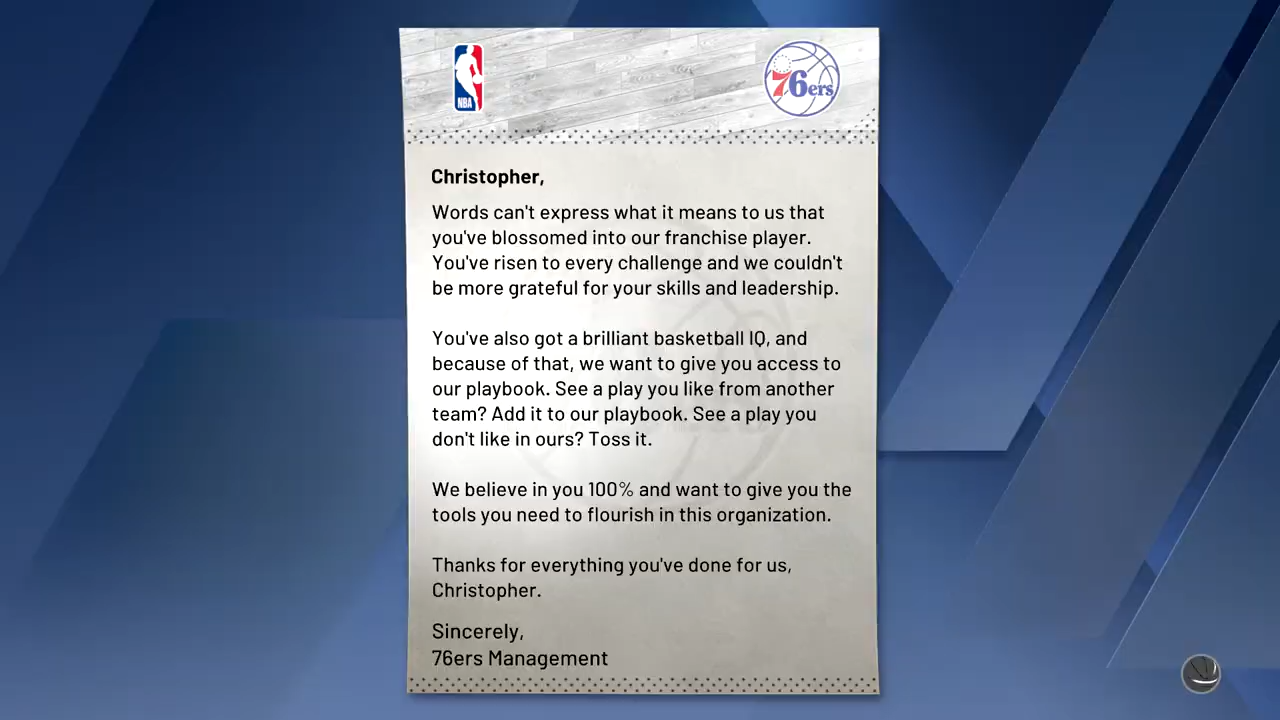 NBA
76ers
Christopher,
Words can't express what it means to us that
you've blossomed into our franchise player.
You've risen to every challenge and we couldn't
be more grateful for your skills and leadership.
You've also got a brilliant basketball IQ, and
because of that, we want to give you access to
our playbook. See a play you like from another
team? Add it to our playbook. See a play you
don't like in ours? Toss it.
We believe in you 100% and want to give you the
tools you need to flourish in this organization.
Thanks for everything you've done for us,
Christopher.
Sincerely,
76ers Management